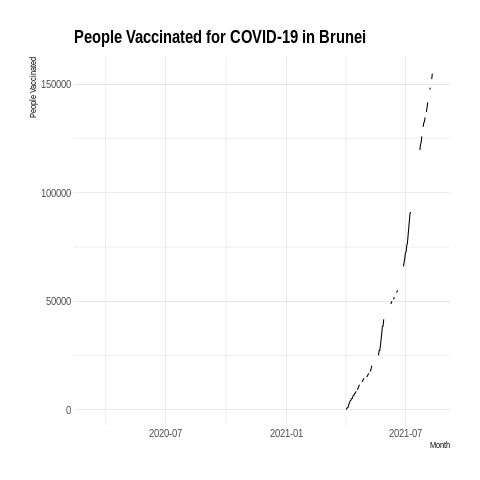 People Vaccinated for COVID-19 in Brunei
People Vaccinated
150000
100000
50000
0
2020-07
2021-01
2021-07
Month